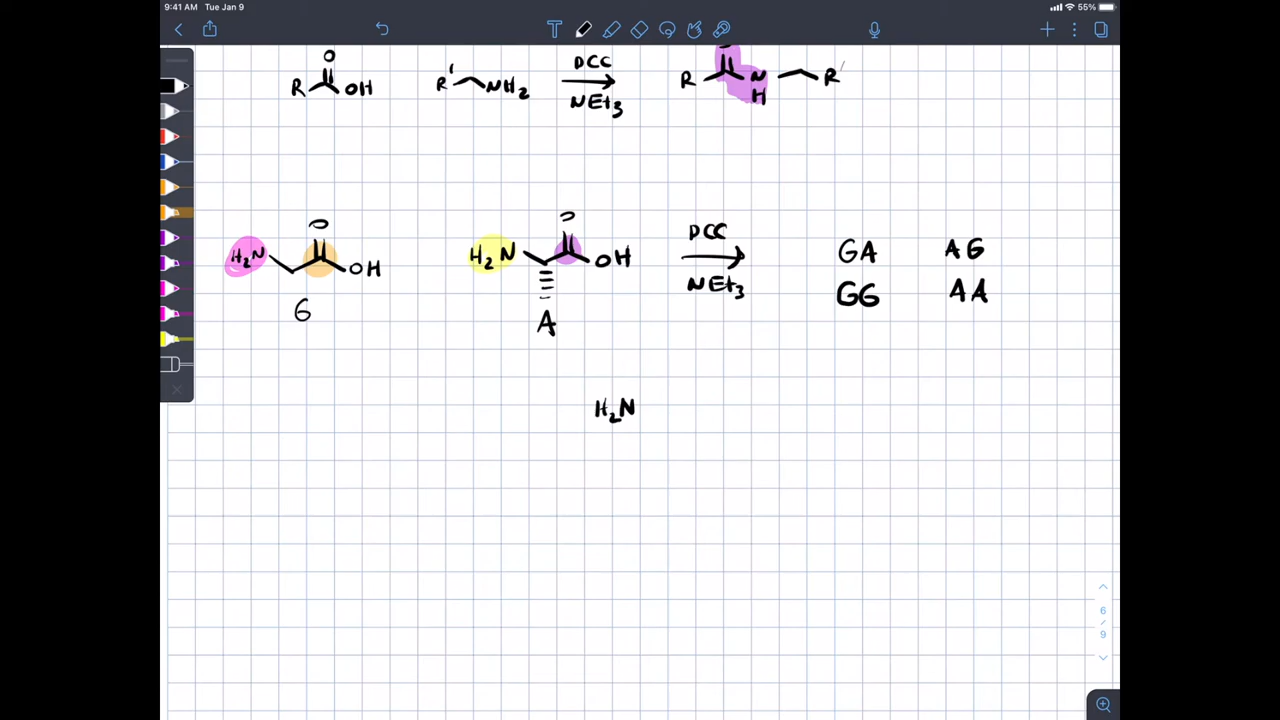 9:41 AM Tue Jan 9
55%
T
O
R OH R' NH2 DCC NEt3 R N H R'
O O
H2N OH H2N OH DCC NEt3 GA AG
G A GG AA
H2N
6
/
9